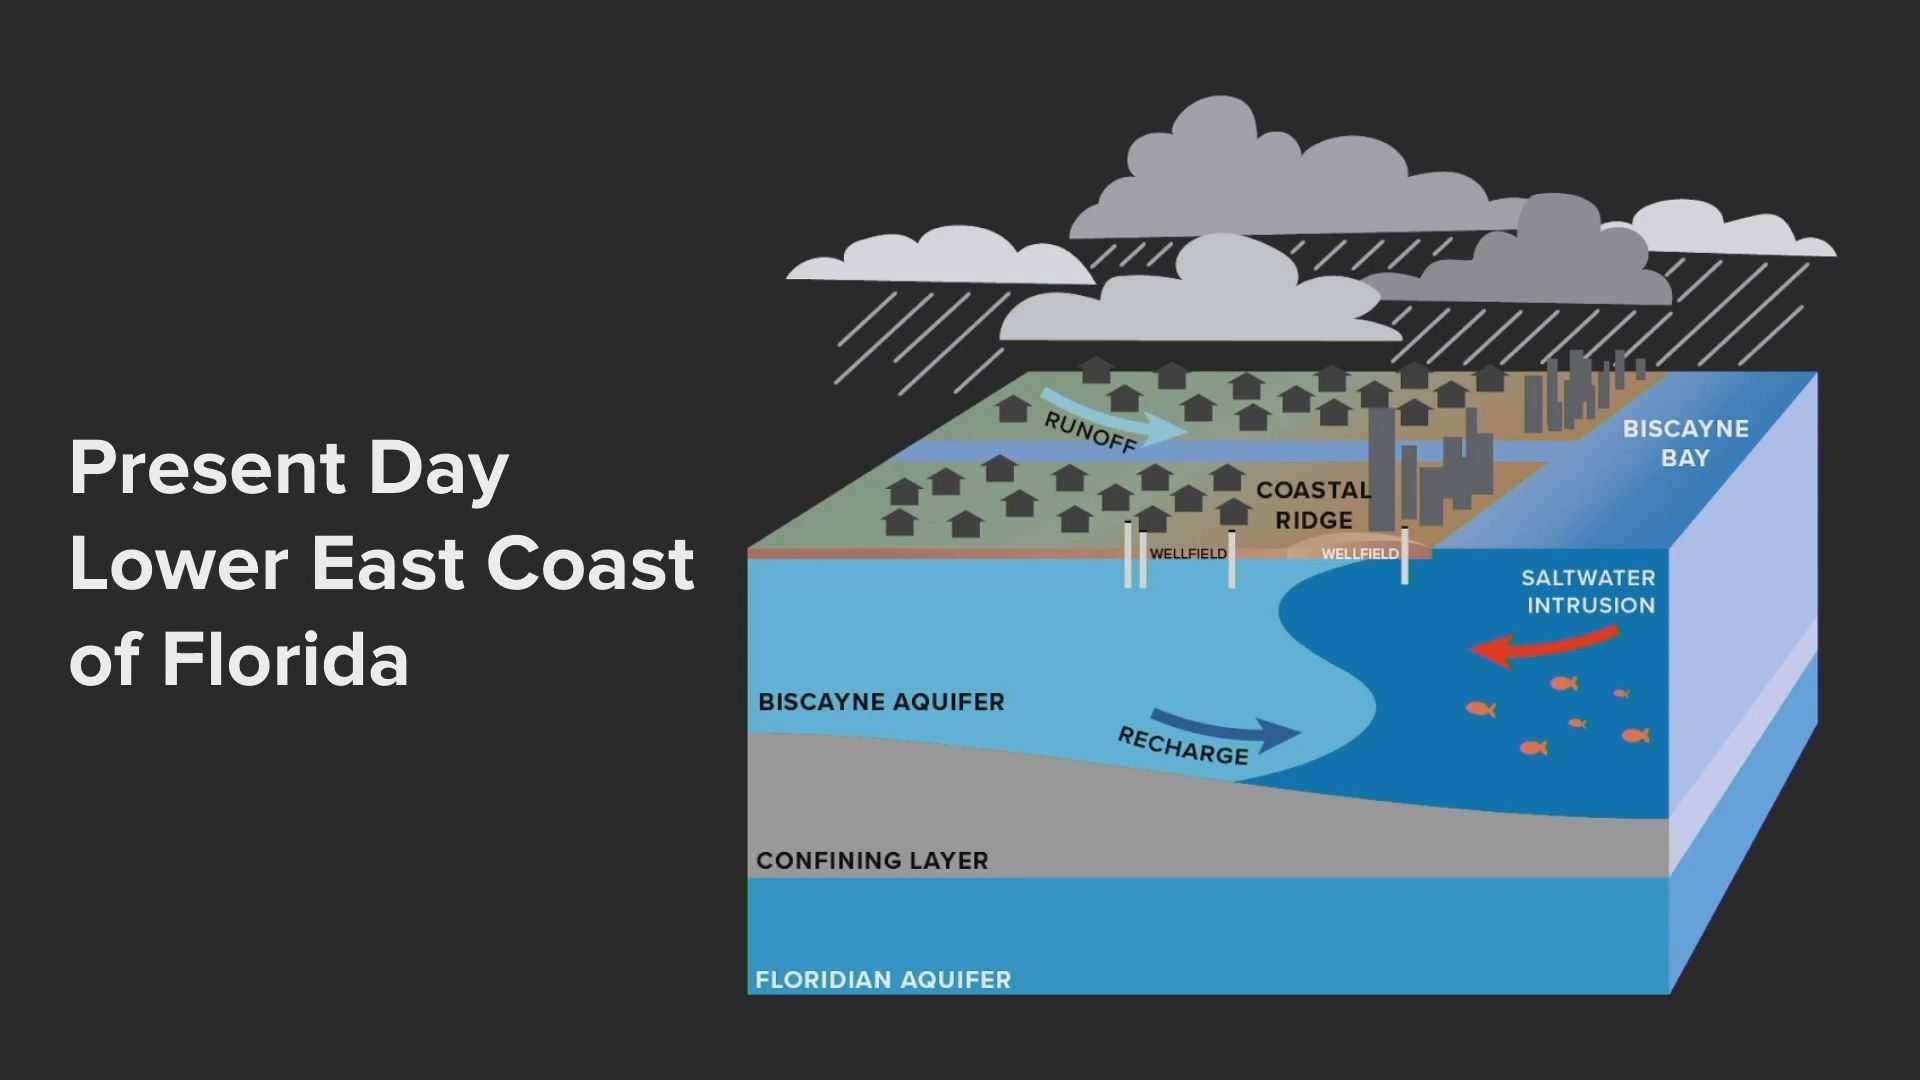 Present Day
Lower East Coast
of Florida
RUNOFF
BISCAYNE
BAY
COASTAL
RIDGE
WELLFIELD
WELLFIELD
SALTWATER
INTRUSION
BISCAYNE AQUIFER
RECHARGE
CONFINING LAYER
FLORIDIAN AQUIFER